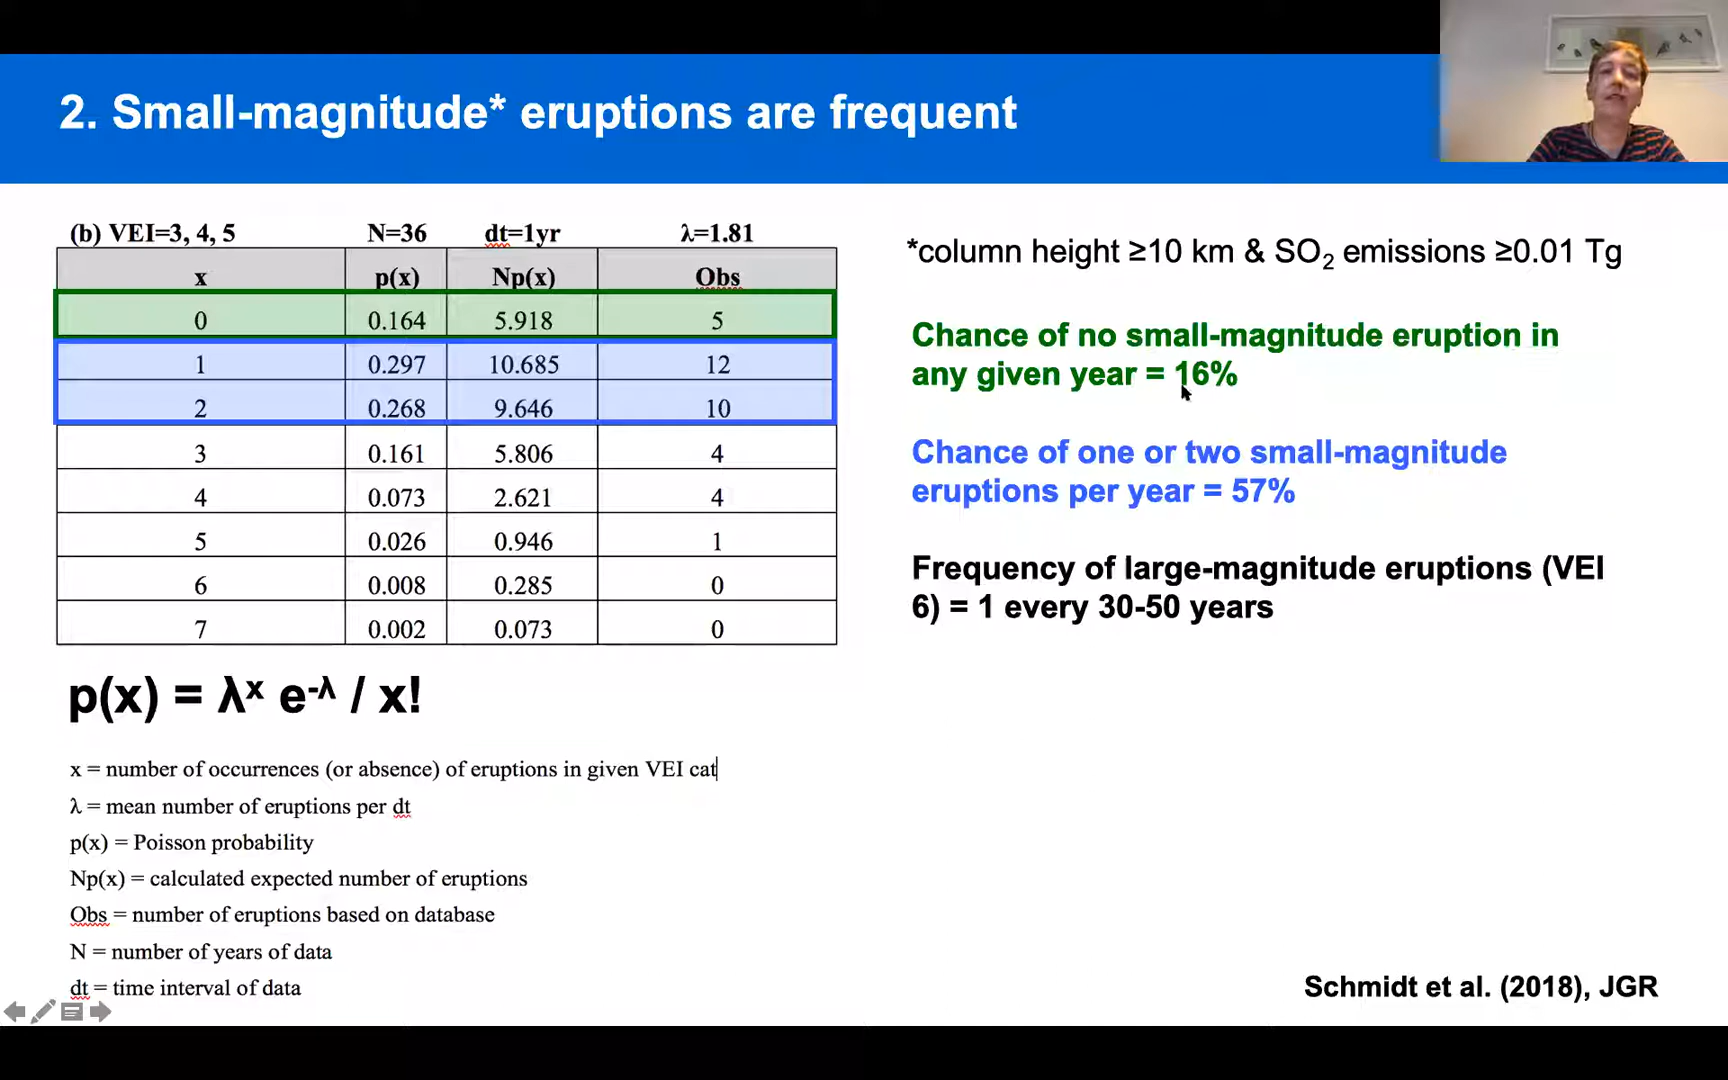 2. Small-magnitude* eruptions are frequent
(b) VEI=3, 4, 5 N=36 dt=1yr λ=1.81
x p(x) Np(x) Obs
0 0.164 5.918 5
1 0.297 10.685 12
2 0.268 9.646 10
3 0.161 5.806 4
4 0.073 2.621 4
5 0.026 0.946 1
6 0.008 0.285 0
7 0.002 0.073 0
p(x) = λˣ e⁻λ / x!
x = number of occurrences (or absence) of eruptions in given VEI cat
λ = mean number of eruptions per dt
p(x) = Poisson probability
Np(x) = calculated expected number of eruptions
Obs = number of eruptions based on database
N = number of years of data
dt = time interval of data
*column height ≥10 km & SO₂ emissions ≥0.01 Tg
Chance of no small-magnitude eruption in
any given year = 16%
Chance of one or two small-magnitude
eruptions per year = 57%
Frequency of large-magnitude eruptions (VEI
6) = 1 every 30-50 years
Schmidt et al. (2018), JGR